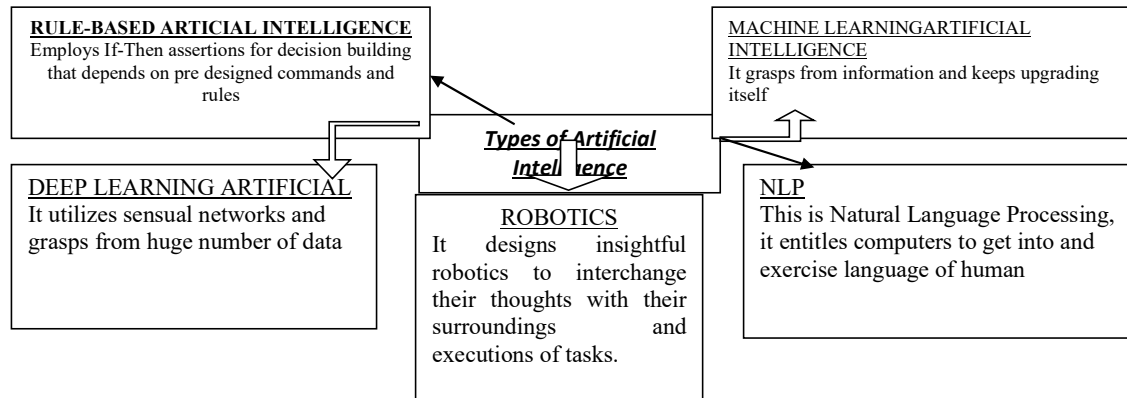 RULE-BASED ARTICIAL INTELLIGENCE
Employs If-Then assertions for decision building
that depends on pre designed commands and
rules
MACHINE LEARNINGARTIFICIAL
INTELLIGENCE
It grasps from information and keeps upgrading
itself
Types of Artificial
Intelligence
DEEP LEARNING ARTIFICIAL
It utilizes sensual networks and
grasps from huge number of data
ROBOTICS
It designs insightful
robotics to interchange
their thoughts with their
surroundings and
executions of tasks.
NLP
This is Natural Language Processing,
it entitles computers to get into and
exercise language of human